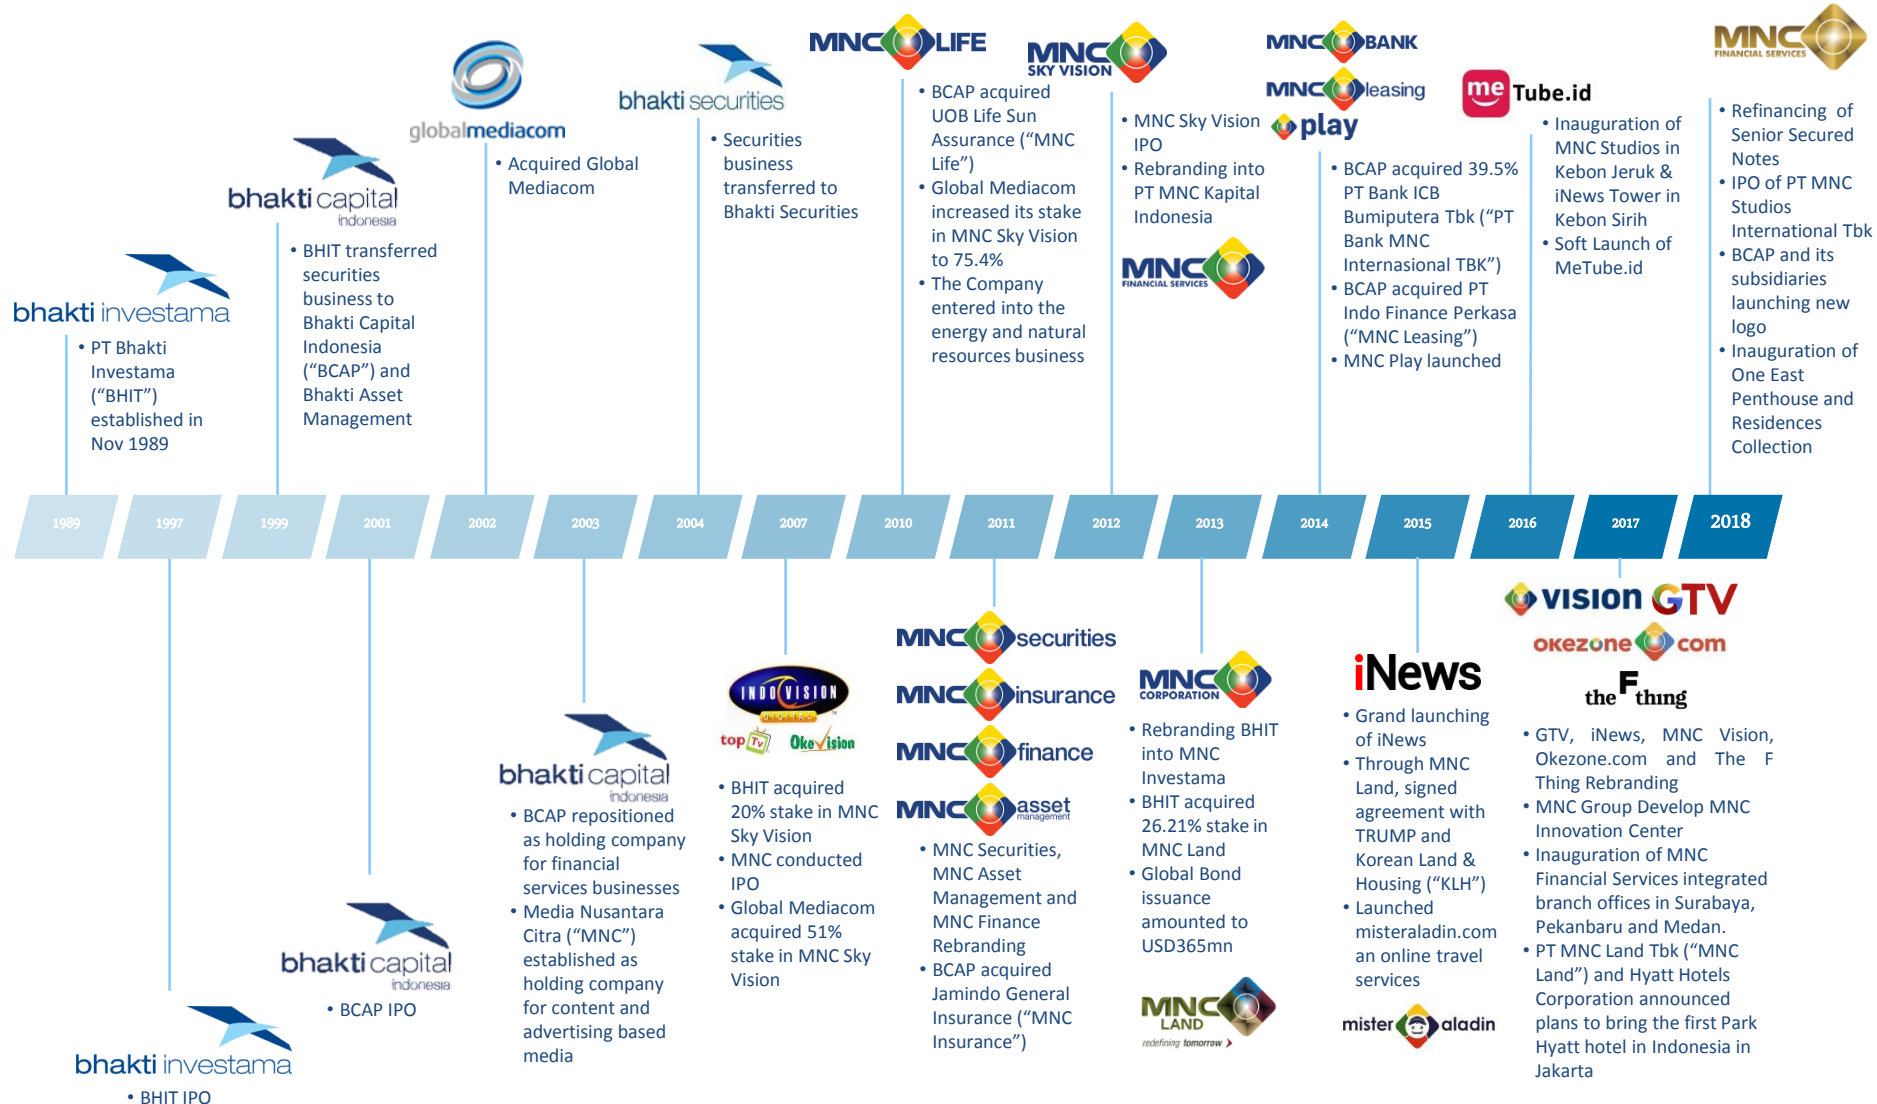 bhakti investama
• PT Bhakti
Investama
(“BHIT”)
established in
Nov 1989
bhakti capital
indonesia
• BHIT transferred
securities
business to
Bhakti Capital
Indonesia
(“BCAP”) and
Bhakti Asset
Management
globalmediacom
• Acquired Global
Mediacom
bhakti securities
• Securities
business
transferred to
Bhakti Securities
MNC LIFE
• BCAP acquired
UOB Life Sun
Assurance (“MNC
Life”)
• Global Mediacom
increased its stake
in MNC Sky Vision
to 75.4%
• The Company
entered into the
energy and natural
resources business
MNC
SKY VISION
• MNC Sky Vision
IPO
• Rebranding into
PT MNC Kapital
Indonesia
MNC
FINANCIAL SERVICES
MNC BANK
MNC leasing
play
• BCAP acquired 39.5%
PT Bank ICB
Bumiputera Tbk (“PT
Bank MNC
Internasional TBK”)
• BCAP acquired PT
Indo Finance Perkasa
(“MNC Leasing”)
• MNC Play launched
me Tube.id
• Inauguration of
MNC Studios in
Kebon Jeruk &
iNews Tower in
Kebon Sirih
• Soft Launch of
MeTube.id
MNC
FINANCIAL SERVICES
• Refinancing of
Senior Secured
Notes
• IPO of PT MNC
Studios
International Tbk
• BCAP and its
subsidiaries
launching new
logo
• Inauguration of
One East
Penthouse and
Residences
Collection
1989 1997 1999 2001 2002 2003 2004 2007 2010 2011 2012 2013 2014 2015 2016 2017 2018
bhakti investama
• BHIT IPO
bhakti capital
indonesia
• BCAP IPO
bhakti capital
indonesia
• BCAP repositioned
as holding company
for financial
services businesses
• Media Nusantara
Citra (“MNC”)
established as
holding company
for content and
advertising based
media
INDOVISION
DIGITAL
top Tv Oke Vision
• BHIT acquired
20% stake in MNC
Sky Vision
• MNC conducted
IPO
• Global Mediacom
acquired 51%
stake in MNC Sky
Vision
MNC securities
MNC insurance
MNC finance
MNC asset
management
• MNC Securities,
MNC Asset
Management and
MNC Finance
Rebranding
• BCAP acquired
Jamindo General
Insurance (“MNC
Insurance”)
MNC
CORPORATION
• Rebranding BHIT
into MNC
Investama
• BHIT acquired
26.21% stake in
MNC Land
• Global Bond
issuance
amounted to
USD365mn
MNC
LAND
redefining tomorrow
iNews
• Grand launching
of iNews
• Through MNC
Land, signed
agreement with
TRUMP and
Korean Land &
Housing (“KLH”)
• Launched
misteraladin.com
an online travel
services
mister aladin
VISION GTV
OKEZONE COM
the F thing
• GTV, iNews, MNC Vision,
Okezone.com and The F
Thing Rebranding
• MNC Group Develop MNC
Innovation Center
• Inauguration of MNC
Financial Services integrated
branch offices in Surabaya,
Pekanbaru and Medan.
• PT MNC Land Tbk (“MNC
Land”) and Hyatt Hotels
Corporation announced
plans to bring the first Park
Hyatt hotel in Indonesia in
Jakarta